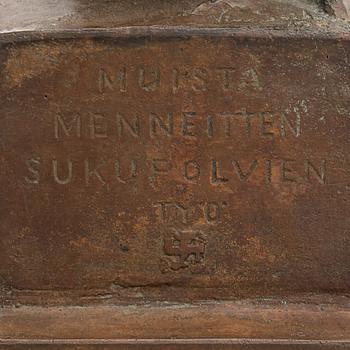 MUISTA
MENNEITTEN
SUKUPOLVIEN
TYÖ